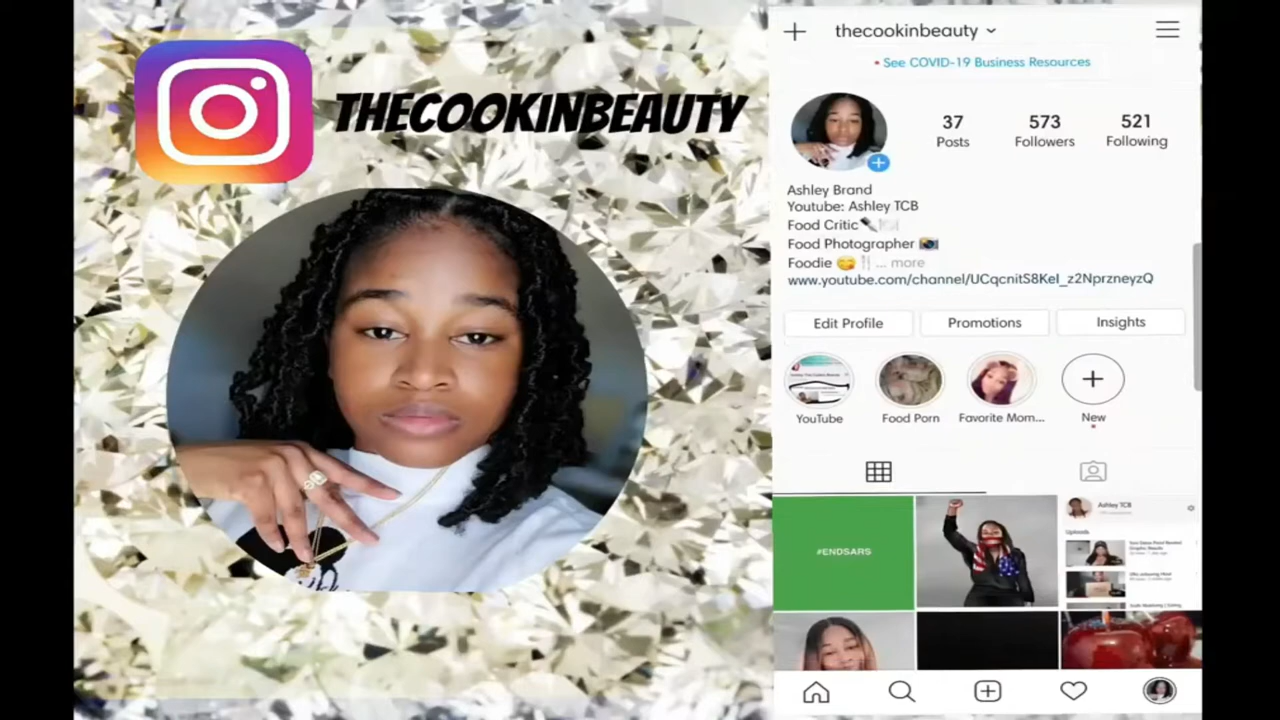 THECOOKINBEAUTY
thecookinbeauty
See COVID-19 Business Resources
37
573
521
Posts
Followers
Following
Ashley Brand
Youtube: Ashley TCB
Food Critic
Food Photographer
Foodie 😋🍴... more
www.youtube.com/channel/UCqcnitS8KeI_z2NprzneyzQ
Edit Profile
Promotions
Insights
YouTube
Food Porn
Favorite Mom...
New
#ENDSARS
Ashley TCB
Uploads